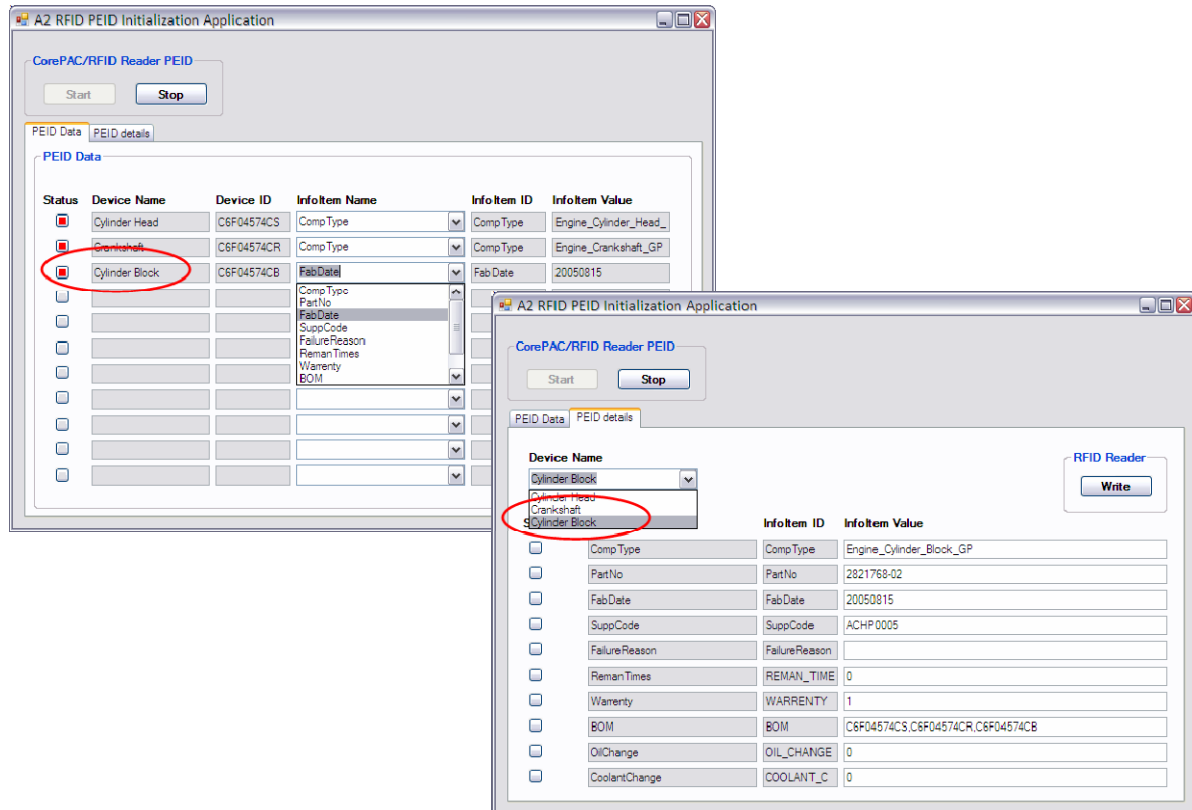 A2 RFID PEID Initialization Application
CorePAC/RFID Reader PEID
Start Stop
PEID Data PEID details
PEID Data
Status Device Name Device ID InfoItem Name InfoItem ID InfoItem Value
Cylinder Head C6F04574CS CompType CompType Engine_Cylinder_Head_
Crankshaft C6F04574CR CompType CompType Engine_Crankshaft_GP
Cylinder Block C6F04574CB FabDate FabDate 20050815
CompType
PartNo
FabDate
SuppCode
FailureReason
RemanTimes
Warrenty
BOM
A2 RFID PEID Initialization Application
CorePAC/RFID Reader PEID
Start Stop
PEID Data PEID details
Device Name RFID Reader
Cylinder Block Write
Cylinder Head
Crankshaft
Cylinder Block
InfoItem ID InfoItem Value
CompType CompType Engine_Cylinder_Block_GP
PartNo PartNo 2821768-02
FabDate FabDate 20050815
SuppCode SuppCode ACHP0005
FailureReason FailureReason
RemanTimes REMAN_TIME 0
Warrenty WARRENTY 1
BOM BOM C6F04574CS,C6F04574CR,C6F04574CB
OilChange OIL_CHANGE 0
CoolantChange COOLANT_C 0